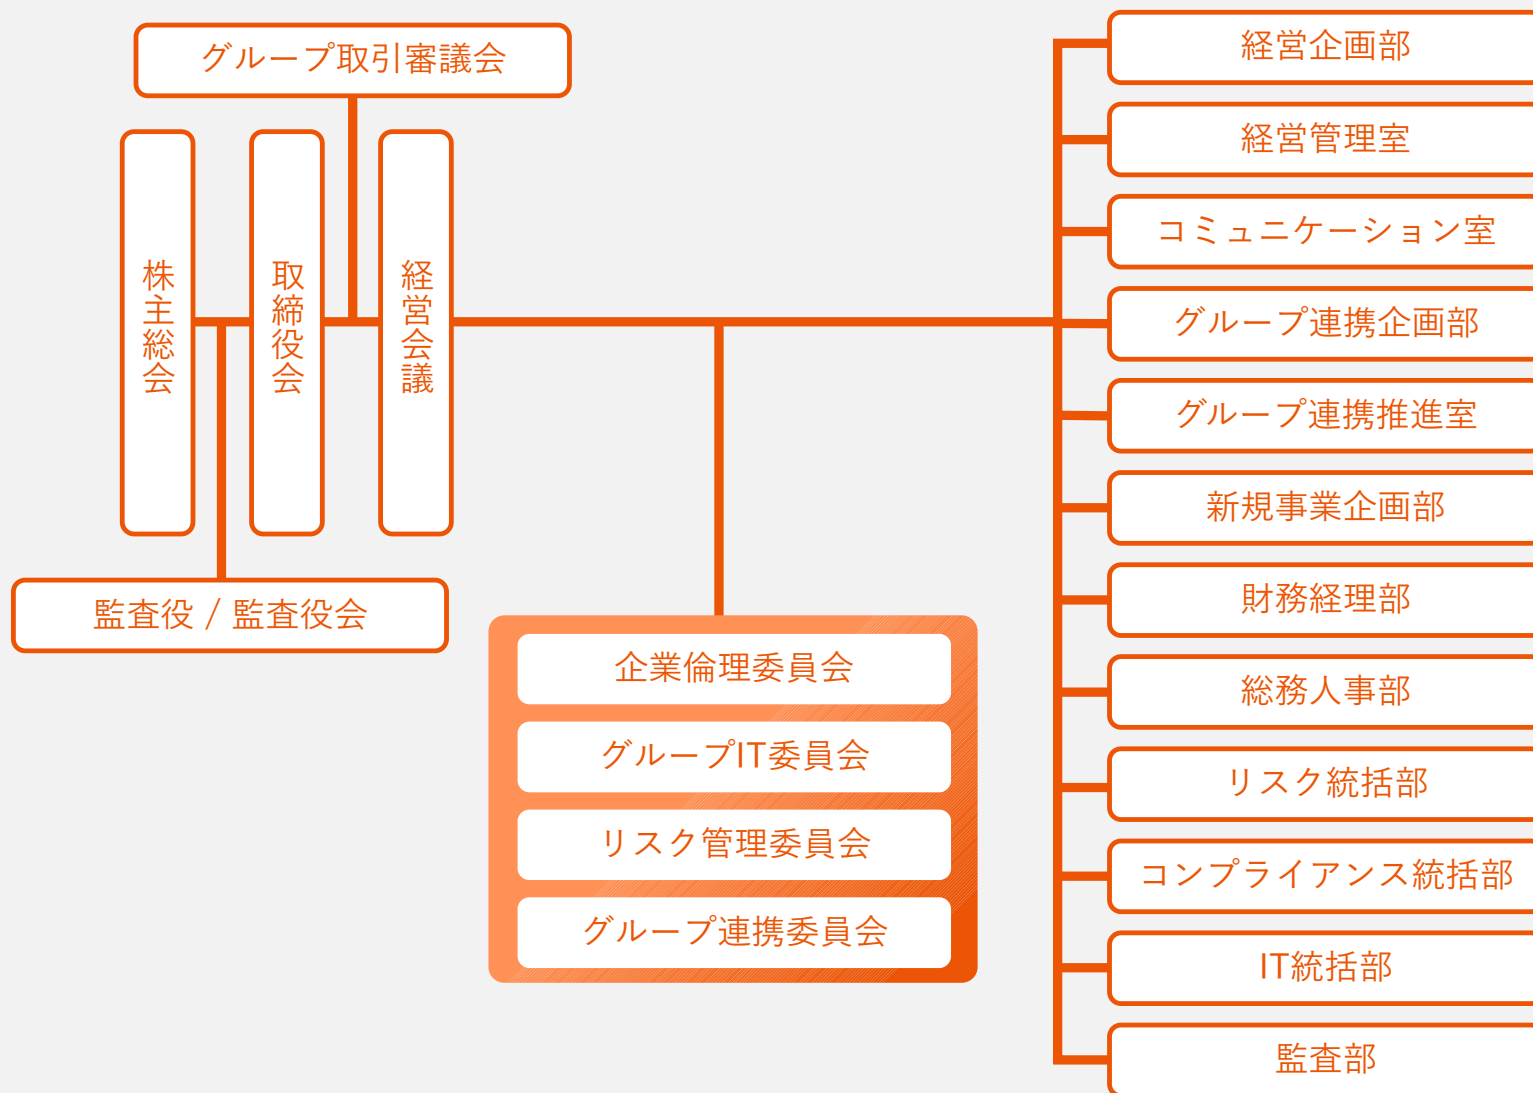 グループ取引審議会
株主総会
取締役会
経営会議
監査役 / 監査役会
企業倫理委員会
グループIT委員会
リスク管理委員会
グループ連携委員会
経営企画部
経営管理室
コミュニケーション室
グループ連携企画部
グループ連携推進室
新規事業企画部
財務経理部
総務人事部
リスク統括部
コンプライアンス統括部
IT統括部
監査部